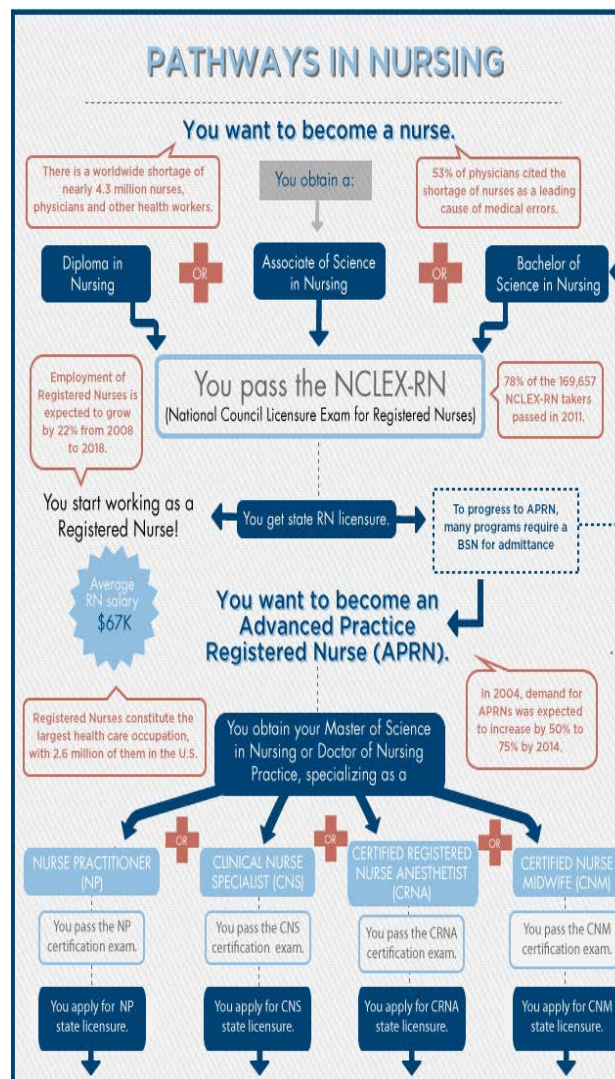 PATHWAYS IN NURSING
You want to become a nurse.
There is a worldwide shortage of
nearly 4.3 million nurses,
physicians and other health workers.
You obtain a:
53% of physicians cited the
shortage of nurses as a leading
cause of medical errors.
Diploma in
Nursing
OR
Associate of Science
in Nursing
OR
Bachelor of
Science in Nursing
Employment of
Registered Nurses is
expected to grow
by 22% from 2008
to 2018.
You pass the NCLEX-RN
(National Council Licensure Exam for Registered Nurses)
78% of the 169,657
NCLEX-RN takers
passed in 2011.
You start working as a
Registered Nurse!
You get state RN licensure.
To progress to APRN,
many programs require a
BSN for admittance
Average
RN salary
$67K
You want to become an
Advanced Practice
Registered Nurse (APRN).
Registered Nurses constitute the
largest health care occupation,
with 2.6 million of them in the U.S.
In 2004, demand for
APRNs was expected
to increase by 50% to
75% by 2014.
You obtain your Master of Science
in Nursing or Doctor of Nursing
Practice, specializing as a
NURSE PRACTITIONER
(NP)
OR
CLINICAL NURSE
SPECIALIST (CNS)
OR
CERTIFIED REGISTERED
NURSE ANESTHETIST
(CRNA)
OR
CERTIFIED NURSE
MIDWIFE (CNM)
You pass the NP
certification exam.
You pass the CNS
certification exam.
You pass the CRNA
certification exam.
You pass the CNM
certification exam.
You apply for NP
state licensure.
You apply for CNS
state licensure.
You apply for CRNA
state licensure.
You apply for CNM
state licensure.